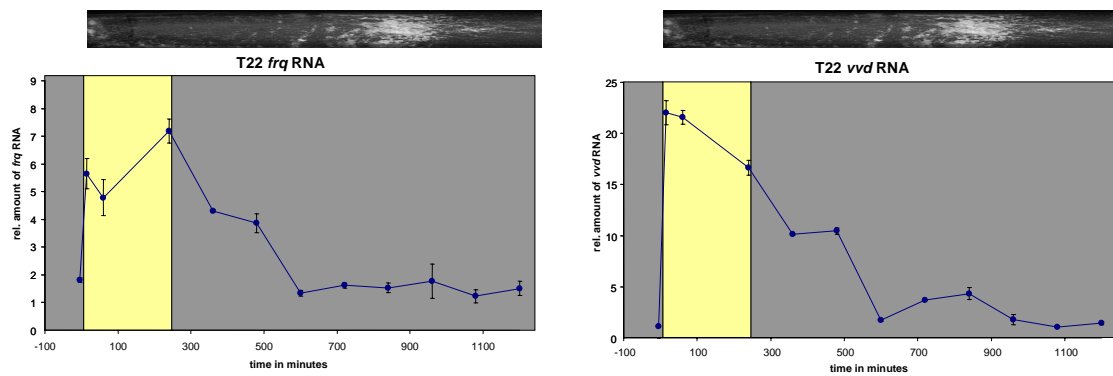 T22 frq RNA
9
8
7
6
5
4
3
2
1
0
rel. amount of frq RNA
-100 100 300 500 700 900 1100
time in minutes
T22 vvd RNA
25
20
15
10
5
0
rel. amount of vvd RNA
-100 100 300 500 700 900 1100
time in minutes